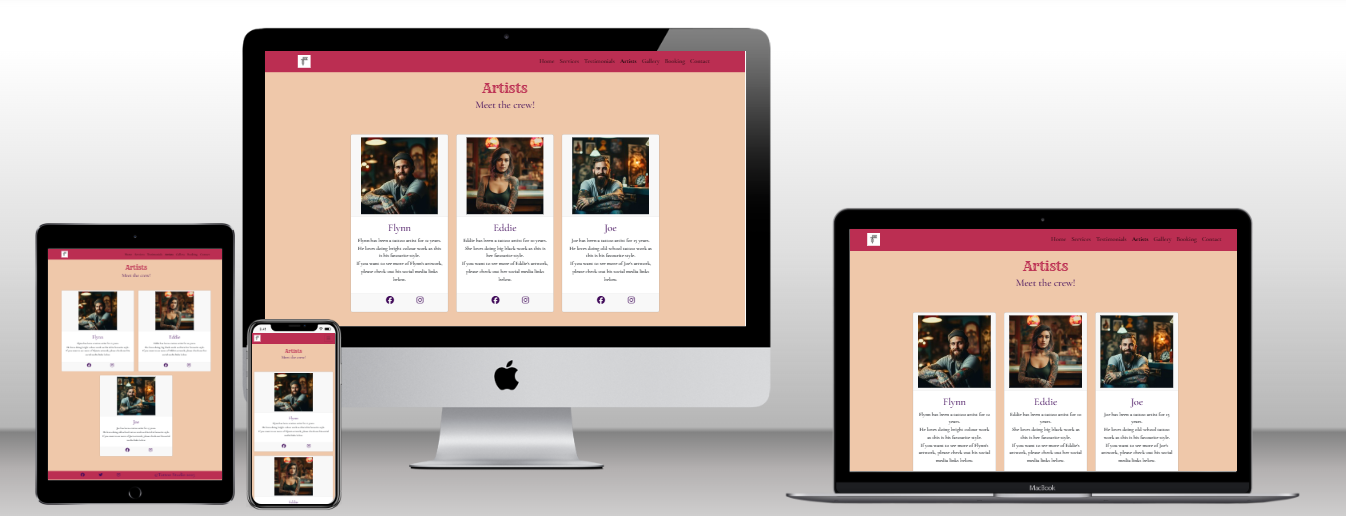 Home Services Testimonials Artists Gallery Booking Contact
Artists
Meet the crew!
Flynn
Flynn has been a tattoo artist for 10 years.
He loves doing bright colour work as this
is his favourite style.
If you want to see more of Flynn's artwork,
please check out his social media links
below.
Eddie
Eddie has been a tattoo artist for 10 years.
She loves doing big black work as this is
her favourite style.
If you want to see more of Eddie's artwork,
please check out her social media links
below.
Joe
Joe has been a tattoo artist for 15 years.
He loves doing old school tattoos work as
this is his favourite style.
If you want to see more of Joe's artwork,
please check out his social media links
below.
Artists
Meet the crew!
Flynn
Eddie
Joe
Artists
Meet the crew!
Flynn
Eddie
Home Services Testimonials Artists Gallery Booking Contact
Artists
Meet the crew!
Flynn
Flynn has been a tattoo artist for 10
years.
He loves doing bright colour work
as this is his favourite style.
If you want to see more of Flynn's
artwork, please check out his social
media links below.
Eddie
Eddie has been a tattoo artist for 10
years.
She loves doing big black work as
this is her favourite style.
If you want to see more of Eddie's
artwork, please check out her social
media links below.
Joe
Joe has been a tattoo artist for 15
years.
He loves doing old school tattoos
work as this is his favourite style.
If you want to see more of Joe's
artwork, please check out his social
media links below.
MacBook